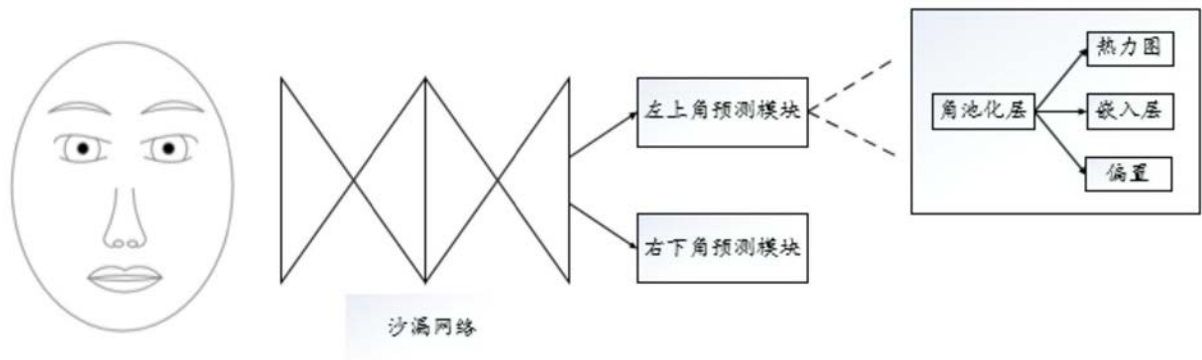 热力图
左上角预测模块
角池化层
嵌入层
偏置
右下角预测模块
沙漏网络